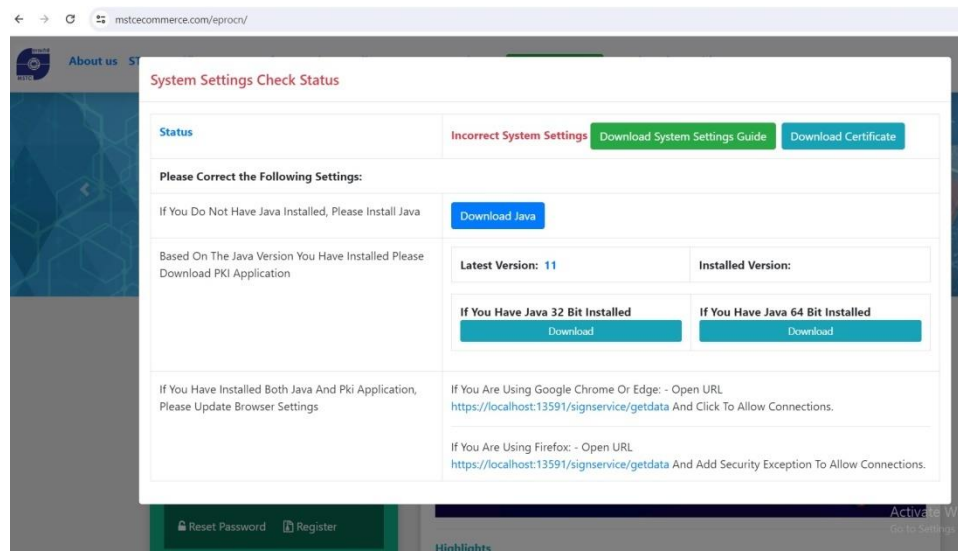 mstcecommerce.com/eprocn/
MSTC
About us ST
System Settings Check Status
Status
Incorrect System Settings Download System Settings Guide Download Certificate
Please Correct the Following Settings:
If You Do Not Have Java Installed, Please Install Java
Download Java
Based On The Java Version You Have Installed Please
Download PKI Application
Latest Version: 11
Installed Version:
If You Have Java 32 Bit Installed
Download
If You Have Java 64 Bit Installed
Download
If You Have Installed Both Java And Pki Application,
Please Update Browser Settings
If You Are Using Google Chrome Or Edge: - Open URL
https://localhost:13591/signservice/getdata And Click To Allow Connections.
If You Are Using Firefox: - Open URL
https://localhost:13591/signservice/getdata And Add Security Exception To Allow Connections.
Reset Password Register
Activate W
Go to Settings
Highlights